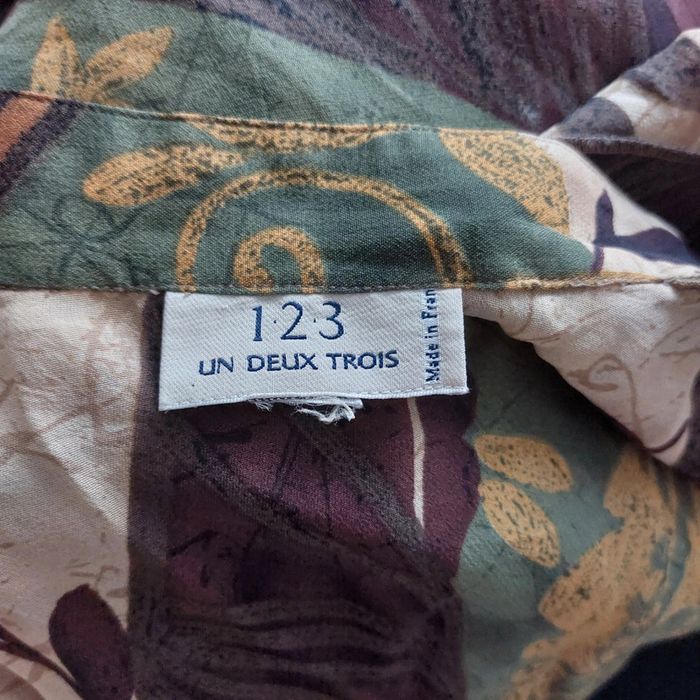 1·2·3
UN DEUX TROIS
Made in Fran